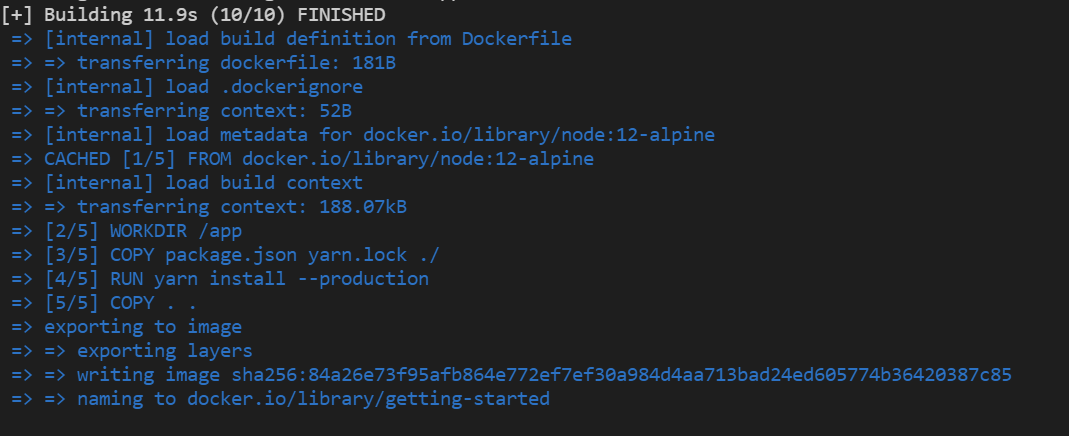 [+] Building 11.9s (10/10) FINISHED
=> [internal] load build definition from Dockerfile
=> => transferring dockerfile: 181B
=> [internal] load .dockerignore
=> => transferring context: 52B
=> [internal] load metadata for docker.io/library/node:12-alpine
=> CACHED [1/5] FROM docker.io/library/node:12-alpine
=> [internal] load build context
=> => transferring context: 188.07kB
=> [2/5] WORKDIR /app
=> [3/5] COPY package.json yarn.lock ./
=> [4/5] RUN yarn install --production
=> [5/5] COPY . .
=> exporting to image
=> => exporting layers
=> => writing image sha256:84a26e73f95afb864e772ef7ef30a984d4aa713bad24ed605774b36420387c85
=> => naming to docker.io/library/getting-started